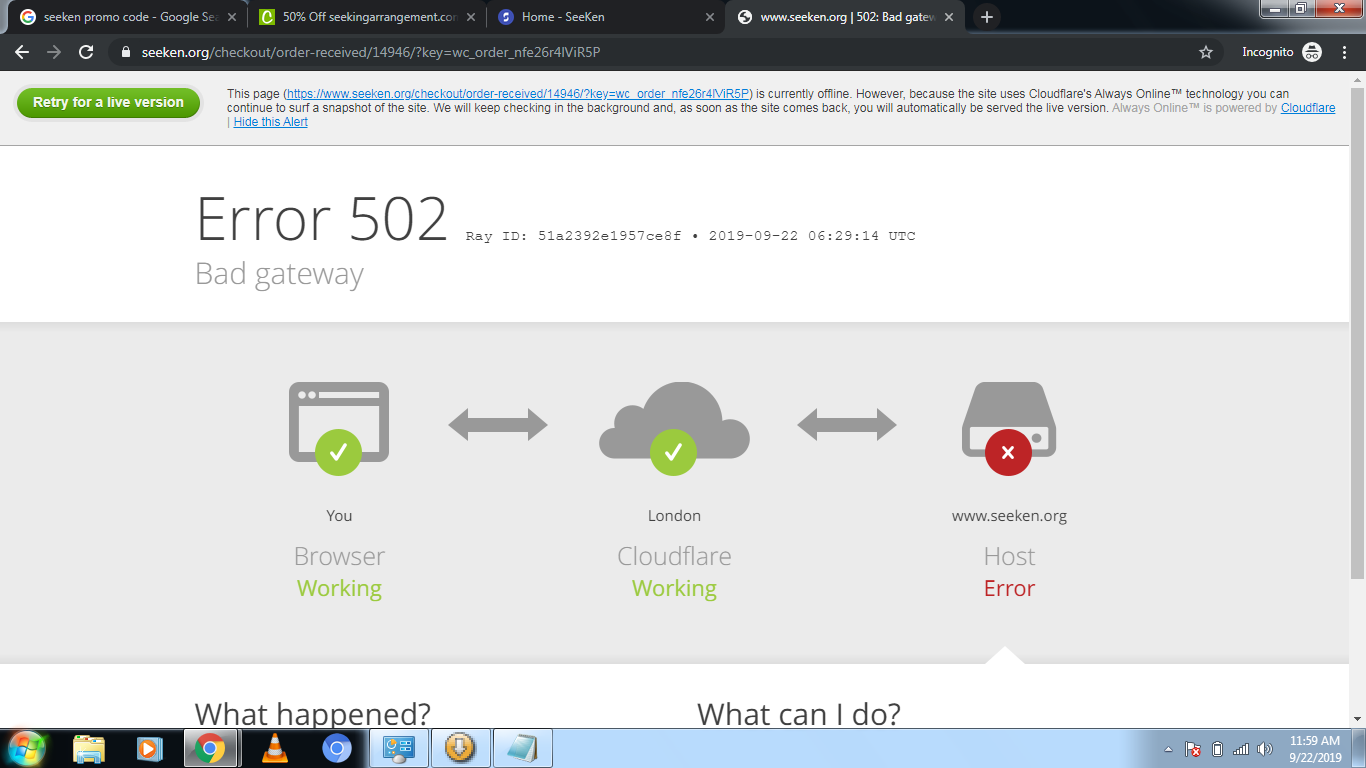 seeken promo code - Google Sea
50% Off seekingarrangement.com
Home - SeeKen
www.seeken.org | 502: Bad gatew
seeken.org/checkout/order-received/14946/?key=wc_order_nfe26r4lViR5P
Incognito
Retry for a live version
This page (https://www.seeken.org/checkout/order-received/14946/?key=wc_order_nfe26r4lViR5P) is currently offline. However, because the site uses Cloudflare's Always Online™ technology you can
continue to surf a snapshot of the site. We will keep checking in the background and, as soon as the site comes back, you will automatically be served the live version. Always Online™ is powered by Cloudflare
| Hide this Alert
Error 502 Ray ID: 51a2392e1957ce8f • 2019-09-22 06:29:14 UTC
Bad gateway
You
Browser
Working
London
Cloudflare
Working
www.seeken.org
Host
Error
What happened?
What can I do?
11:59 AM
9/22/2019